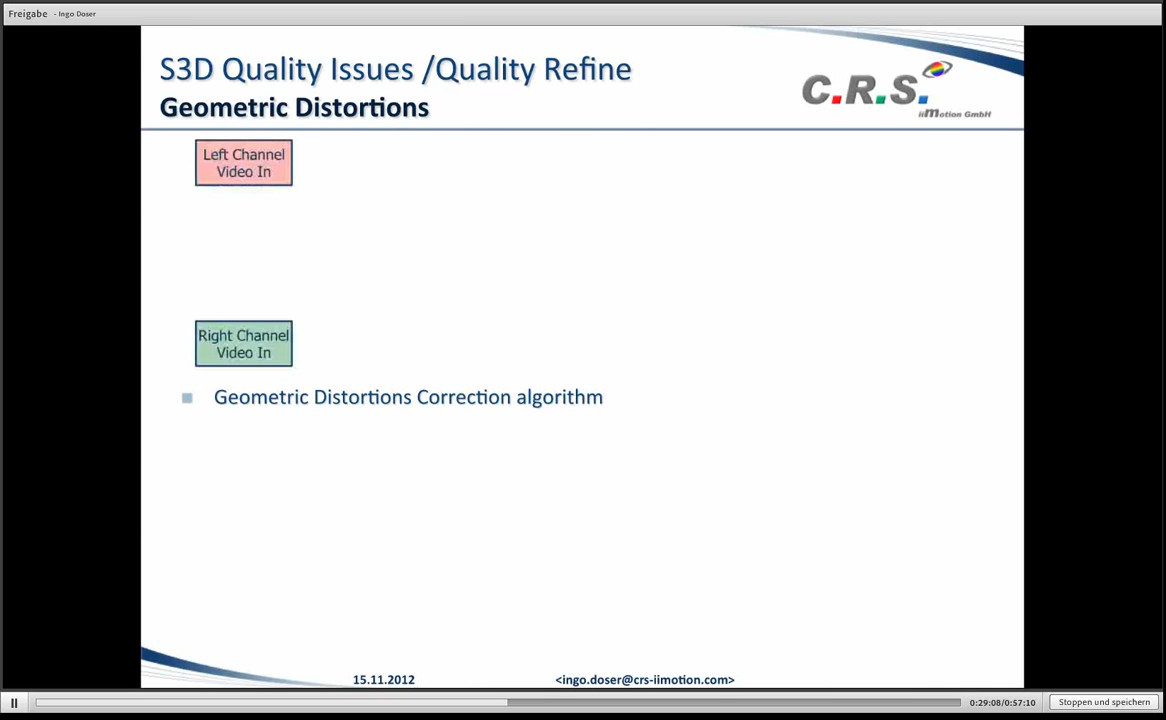 Freigabe - Ingo Doser
S3D Quality Issues /Quality Refine
Geometric Distortions
C.R.S.
iiMotion GmbH
Left Channel
Video In
Right Channel
Video In
Geometric Distortions Correction algorithm
15.11.2012 <ingo.doser@crs-iimotion.com>
0:29:08/0:57:10 Stoppen und speichern